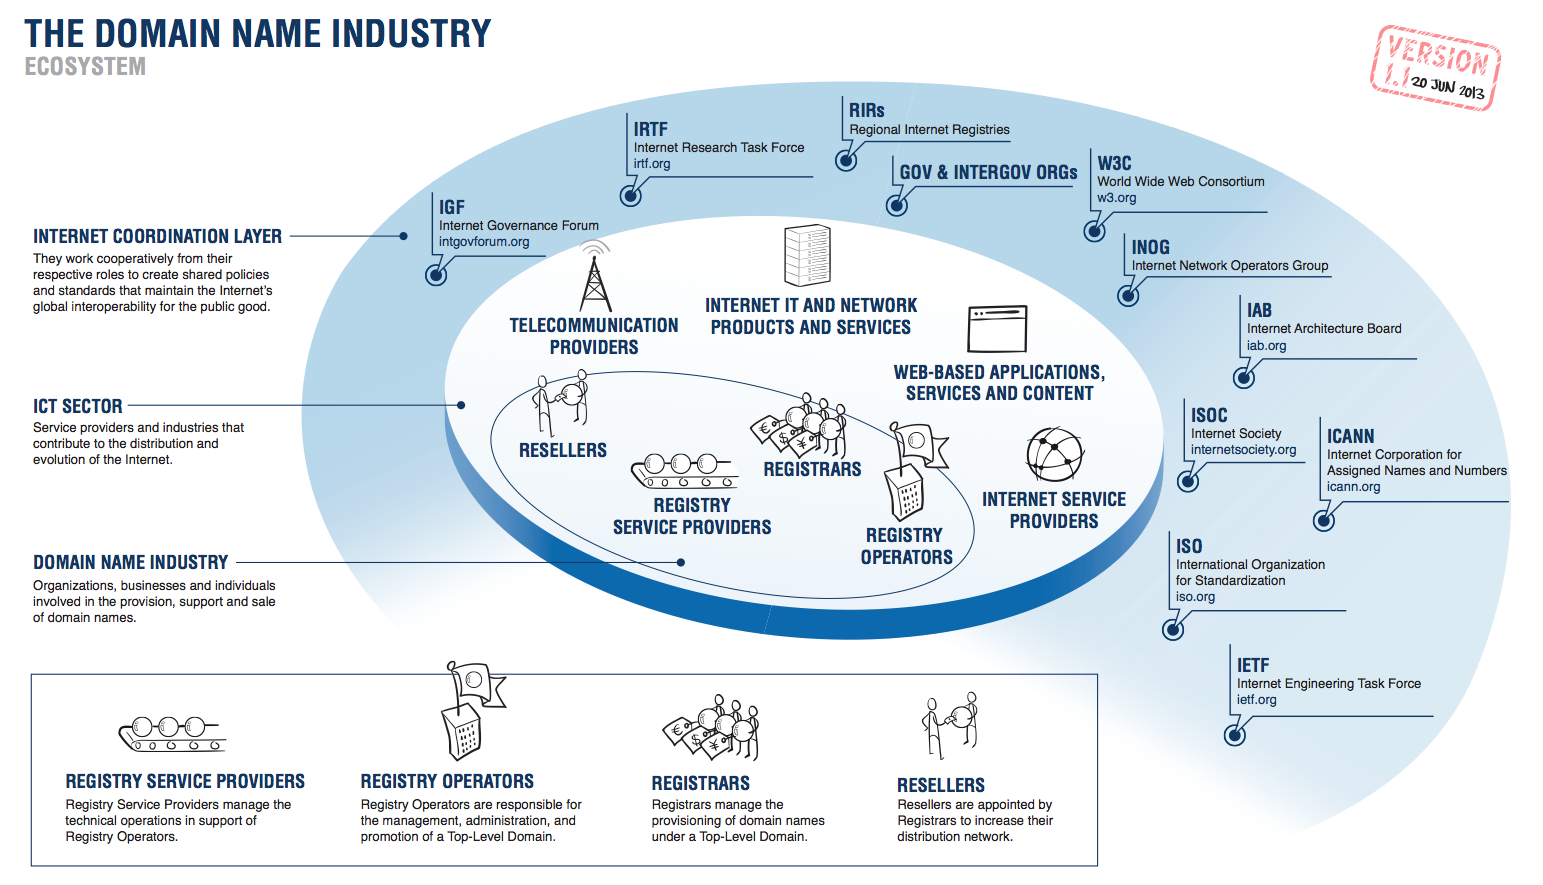 THE DOMAIN NAME INDUSTRY
ECOSYSTEM
VERSION
1.1 20 JUN 2013
RIRs
Regional Internet Registries
IRTF
Internet Research Task Force
irtf.org
GOV & INTERGOV ORGs
W3C
World Wide Web Consortium
w3.org
IGF
Internet Governance Forum
intgovforum.org
INOG
Internet Network Operators Group
IAB
Internet Architecture Board
iab.org
ISOC
Internet Society
internetsociety.org
ICANN
Internet Corporation for
Assigned Names and Numbers
icann.org
ISO
International Organization
for Standardization
iso.org
IETF
Internet Engineering Task Force
ietf.org
INTERNET COORDINATION LAYER
They work cooperatively from their
respective roles to create shared policies
and standards that maintain the Internet's
global interoperability for the public good.
TELECOMMUNICATION
PROVIDERS
INTERNET IT AND NETWORK
PRODUCTS AND SERVICES
WEB-BASED APPLICATIONS,
SERVICES AND CONTENT
ICT SECTOR
Service providers and industries that
contribute to the distribution and
evolution of the Internet.
RESELLERS
€
$
¥
REGISTRARS
REGISTRY
SERVICE PROVIDERS
REGISTRY
OPERATORS
INTERNET SERVICE
PROVIDERS
DOMAIN NAME INDUSTRY
Organizations, businesses and individuals
involved in the provision, support and sale
of domain names.
REGISTRY SERVICE PROVIDERS
Registry Service Providers manage the
technical operations in support of
Registry Operators.
REGISTRY OPERATORS
Registry Operators are responsible for
the management, administration, and
promotion of a Top-Level Domain.
€
$
¥
REGISTRARS
Registrars manage the
provisioning of domain names
under a Top-Level Domain.
RESELLERS
Resellers are appointed by
Registrars to increase their
distribution network.